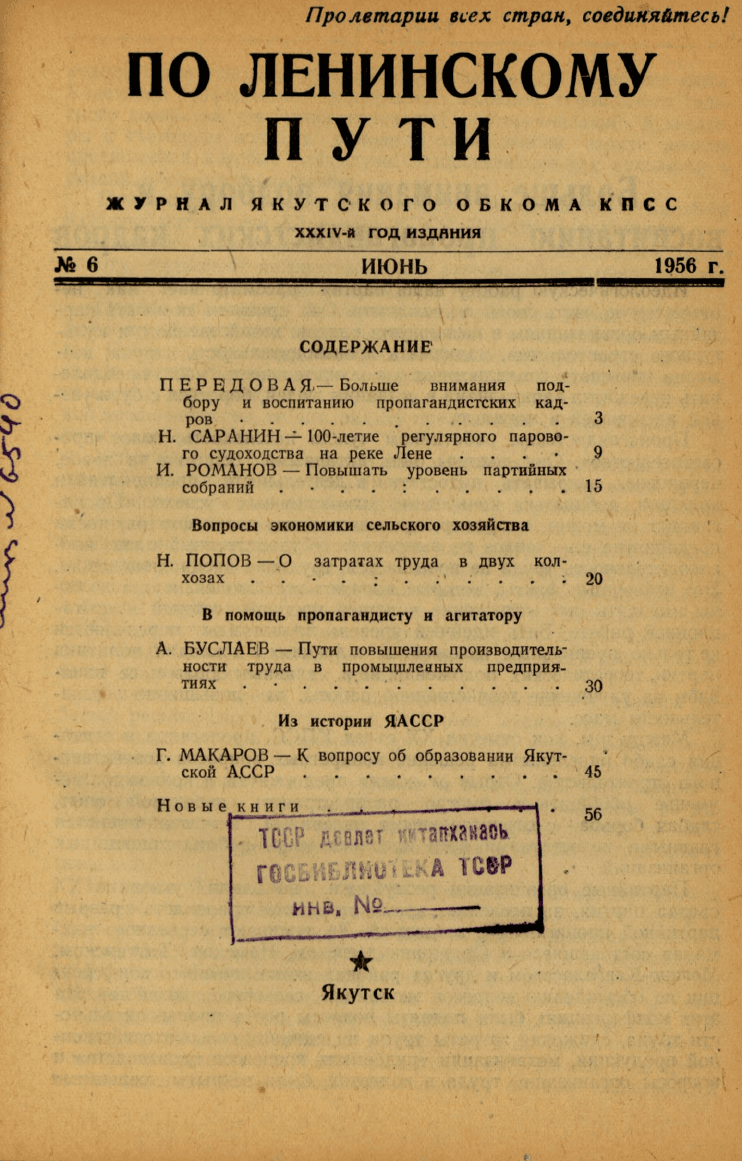 Пролетарии всех стран, соединяйтесь!
ПО ЛЕНИНСКОМУ
ПУТИ
ЖУРНАЛ ЯКУТСКОГО ОБКОМА КПСС
XXXIV-й ГОД ИЗДАНИЯ
№ 6 ИЮНЬ 1956 г.
СОДЕРЖАНИЕ
ПЕРЕДОВАЯ — Больше внимания под-
бору и воспитанию пропагандистских кад-
ров . . . . . . . . . . . 3
Н. САРАНИН — 100-летие регулярного парово-
го судоходства на реке Лене . . . . 9
И. РОМАНОВ — Повышать уровень партийных
собраний . . . . . . . . . . 15
Вопросы экономики сельского хозяйства
Н. ПОПОВ — О затратах труда в двух кол-
хозах . . . . . . . . . . . 20
В помощь пропагандисту и агитатору
А. БУСЛАЕВ — Пути повышения производитель-
ности труда в промышленных предприя-
тиях . . . . . . . . . . . 30
Из истории ЯАССР
Г. МАКАРОВ — К вопросу об образовании Якут-
ской АССР . . . . . . . . . 45
Новые книги . . . . . . . . 56
ТССР девлет китапханасы
ГОСБИБЛИОТЕКА ТССР
инв. №
Якутск